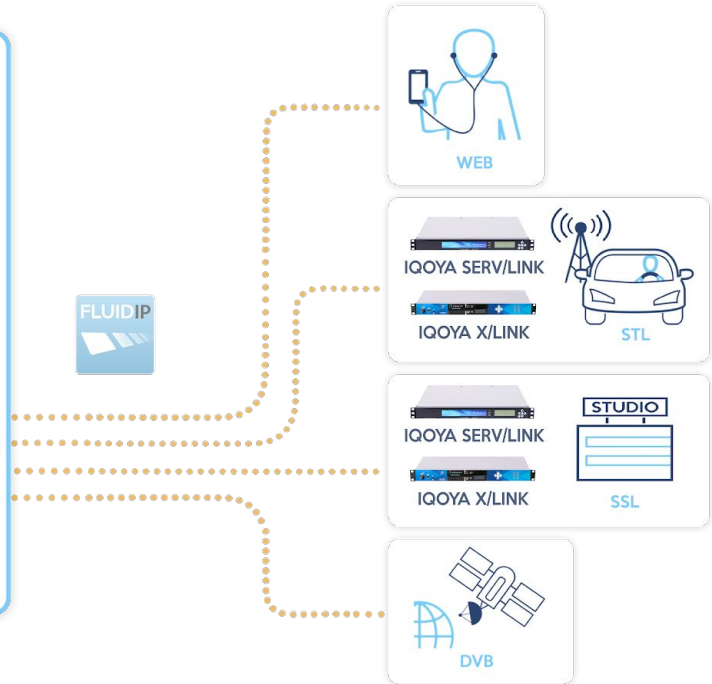 WEB
FLUIDIP
IQOYA SERV/LINK
IQOYA X/LINK
STL
IQOYA SERV/LINK
IQOYA X/LINK
STUDIO
SSL
DVB